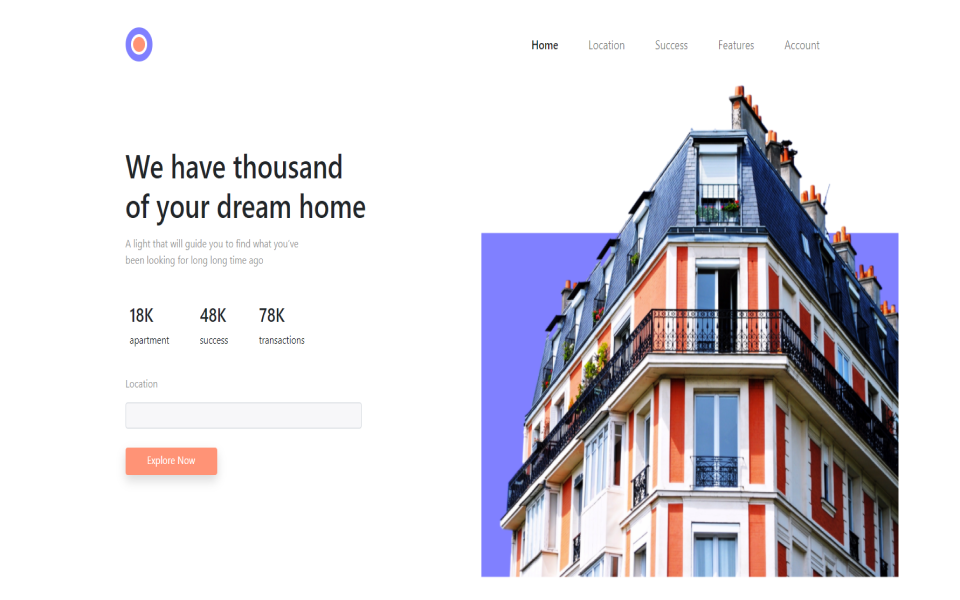 Home Location Success Features Account
We have thousand
of your dream home
A light that will guide you to find what you've
been looking for long long time ago
18K 48K 78K
apartment success transactions
Location
Explore Now